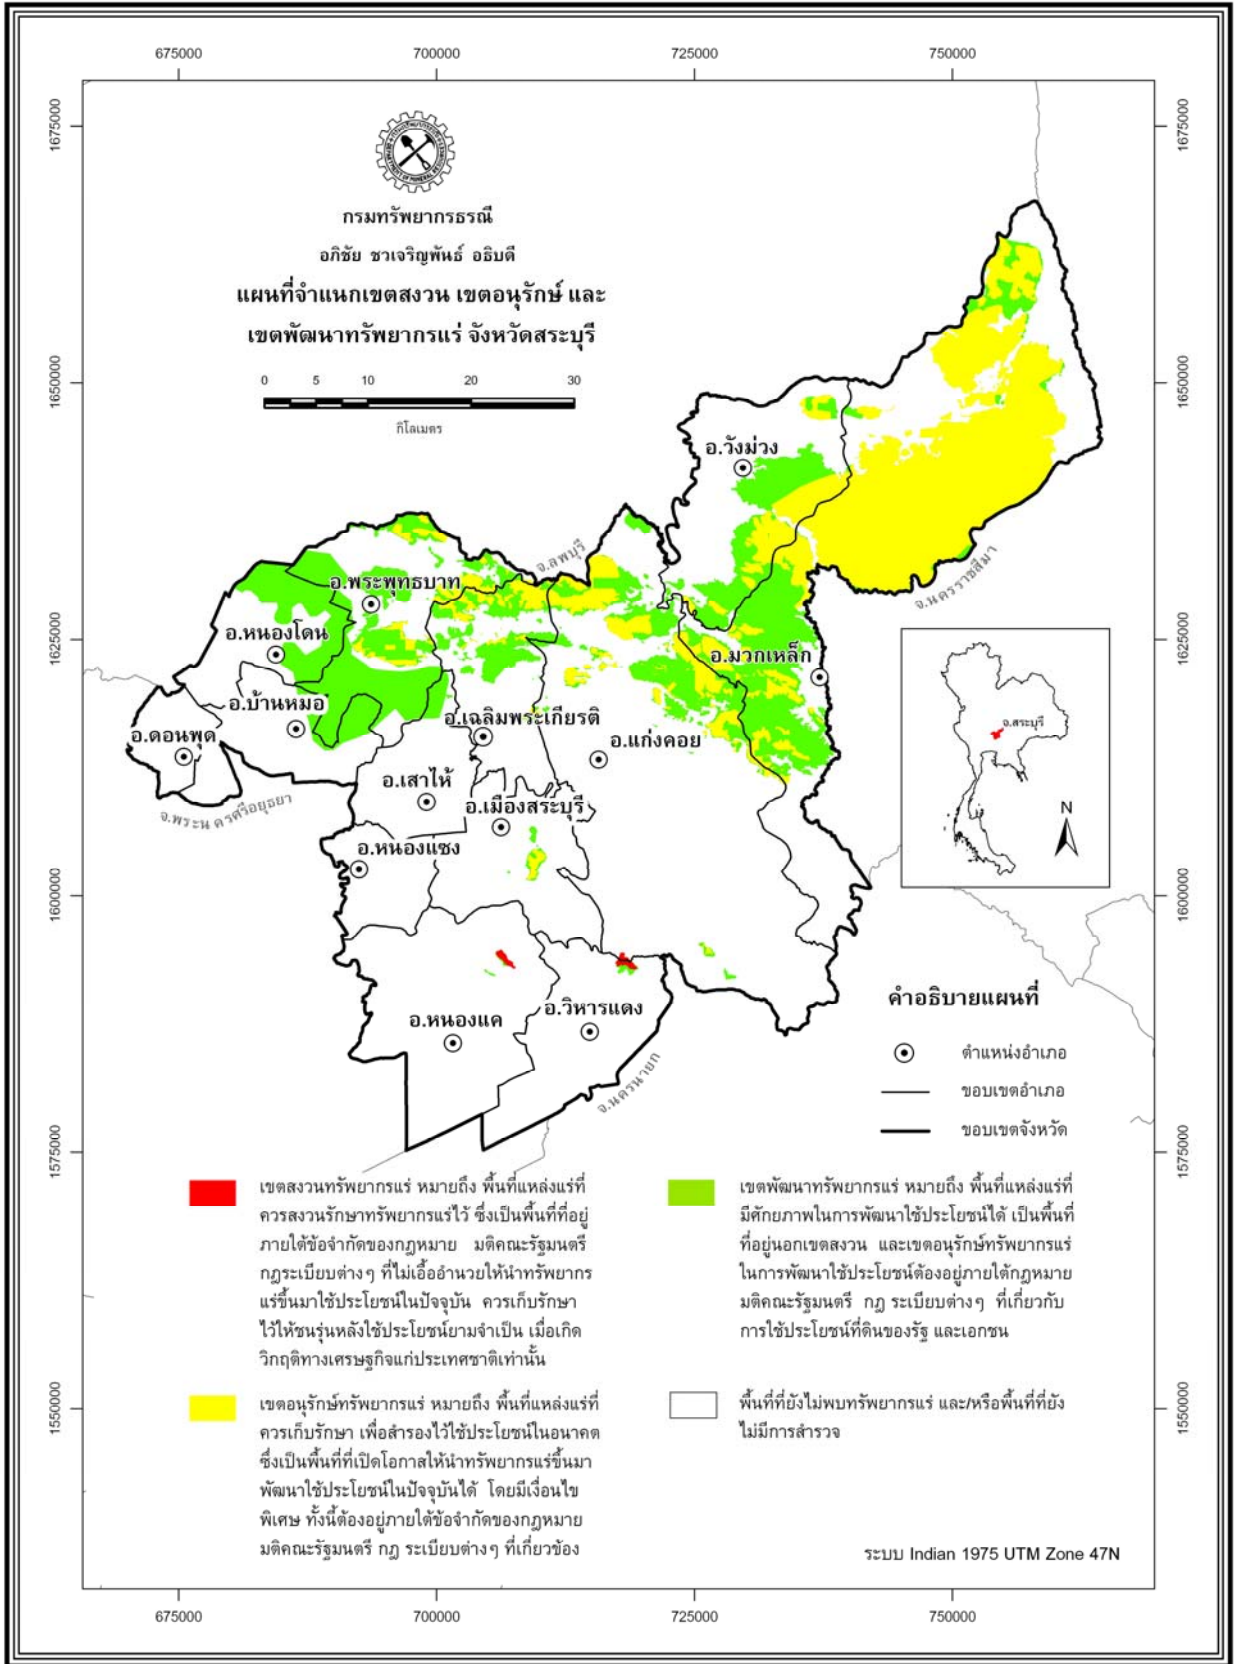 675000
700000
725000
750000
1675000
1675000
กรมทรัพยากรธรณี
อภิชัย ชวเจริญพันธ์ อธิบดี
แผนที่จำแนกเขตสงวน เขตอนุรักษ์ และ
เขตพัฒนาทรัพยากรแร่ จังหวัดสระบุรี
0 5 10 20 30
กิโลเมตร
1650000
1650000
อ.วังม่วง
จ.ลพบุรี
จ.นครราชสีมา
อ.พระพุทธบาท
1625000
1625000
อ.หนองโดน
อ.มวกเหล็ก
อ.บ้านหมอ
อ.เฉลิมพระเกียรติ
อ.ดอนพุด
อ.แก่งคอย
จ.สระบุรี
อ.เสาไห้
อ.เมืองสระบุรี
จ.พระนครศรีอยุธยา
N
อ.หนองแซง
1600000
1600000
อ.หนองแค
อ.วิหารแดง
จ.นครนายก
คำอธิบายแผนที่
ตำแหน่งอำเภอ
ขอบเขตอำเภอ
ขอบเขตจังหวัด
1575000
1575000
เขตสงวนทรัพยากรแร่ หมายถึง พื้นที่แหล่งแร่ที่
ควรสงวนรักษาทรัพยากรแร่ไว้ ซึ่งเป็นพื้นที่ที่อยู่
ภายใต้ข้อจำกัดของกฎหมาย มติคณะรัฐมนตรี
กฎระเบียบต่างๆ ที่ไม่เอื้ออำนวยให้นำทรัพยากร
แร่ขึ้นมาใช้ประโยชน์ในปัจจุบัน ควรเก็บรักษา
ไว้ให้ชนรุ่นหลังใช้ประโยชน์ยามจำเป็น เมื่อเกิด
วิกฤติทางเศรษฐกิจแก่ประเทศชาติเท่านั้น
เขตพัฒนาทรัพยากรแร่ หมายถึง พื้นที่แหล่งแร่ที่
มีศักยภาพในการพัฒนาใช้ประโยชน์ได้ เป็นพื้นที่
ที่อยู่นอกเขตสงวน และเขตอนุรักษ์ทรัพยากรแร่
ในการพัฒนาใช้ประโยชน์ต้องอยู่ภายใต้กฎหมาย
มติคณะรัฐมนตรี กฎ ระเบียบต่างๆ ที่เกี่ยวกับ
การใช้ประโยชน์ที่ดินของรัฐ และเอกชน
1550000
1550000
เขตอนุรักษ์ทรัพยากรแร่ หมายถึง พื้นที่แหล่งแร่ที่
ควรเก็บรักษา เพื่อสำรองไว้ใช้ประโยชน์ในอนาคต
ซึ่งเป็นพื้นที่ที่เปิดโอกาสให้นำทรัพยากรแร่ขึ้นมา
พัฒนาใช้ประโยชน์ในปัจจุบันได้ โดยมีเงื่อนไข
พิเศษ ทั้งนี้ต้องอยู่ภายใต้ข้อจำกัดของกฎหมาย
มติคณะรัฐมนตรี กฎ ระเบียบต่างๆ ที่เกี่ยวข้อง
พื้นที่ที่ยังไม่พบทรัพยากรแร่ และ/หรือพื้นที่ที่ยัง
ไม่มีการสำรวจ
ระบบ Indian 1975 UTM Zone 47N
675000
700000
725000
750000